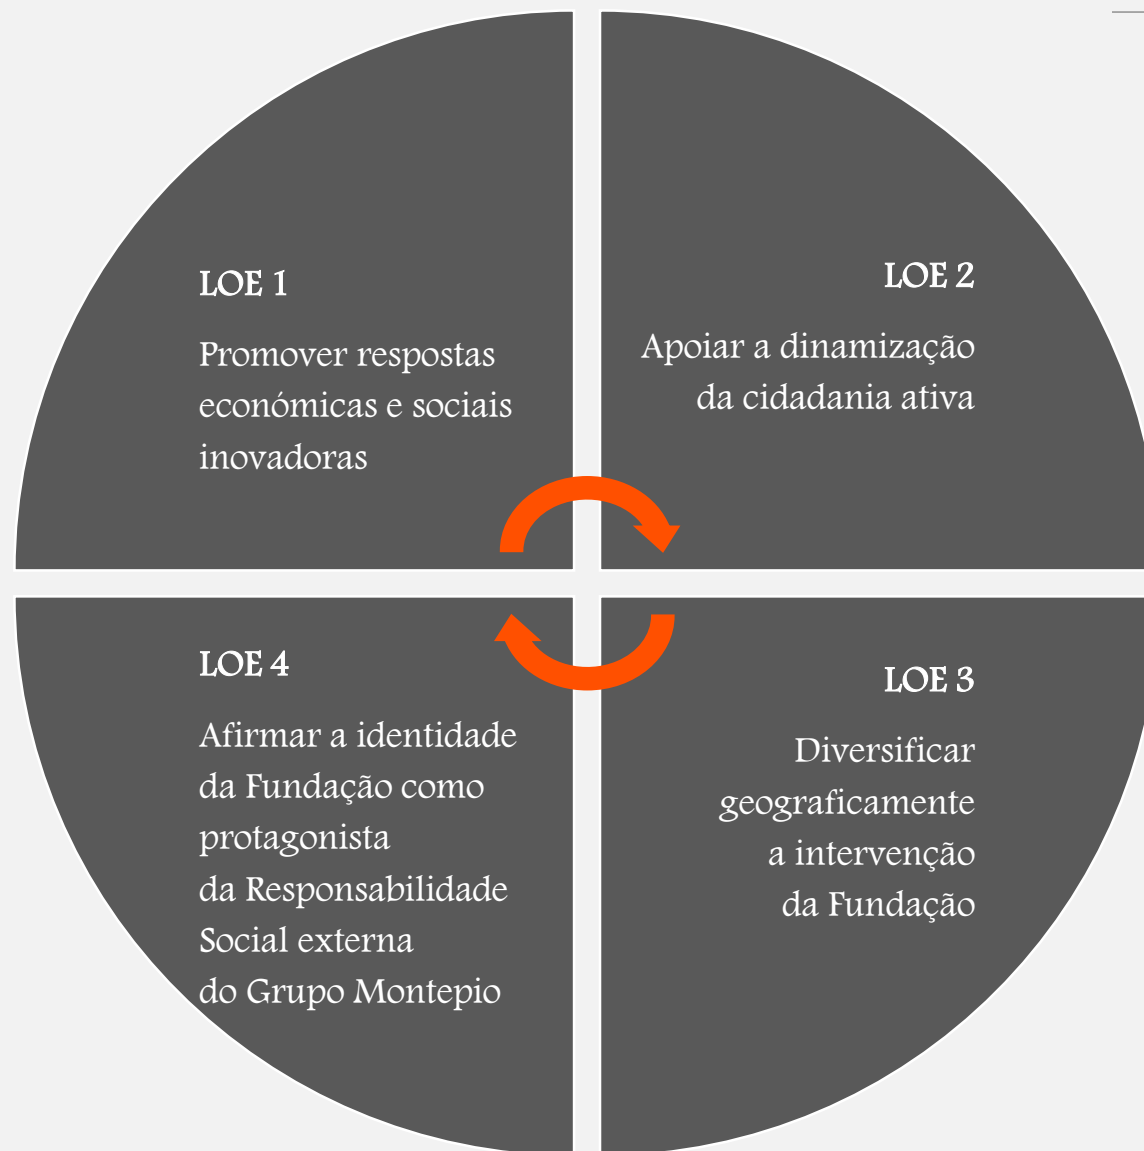 LOE 1
Promover respostas
económicas e sociais
inovadoras
LOE 2
Apoiar a dinamização
da cidadania ativa
LOE 4
Afirmar a identidade
da Fundação como
protagonista
da Responsabilidade
Social externa
do Grupo Montepio
LOE 3
Diversificar
geograficamente
a intervenção
da Fundação